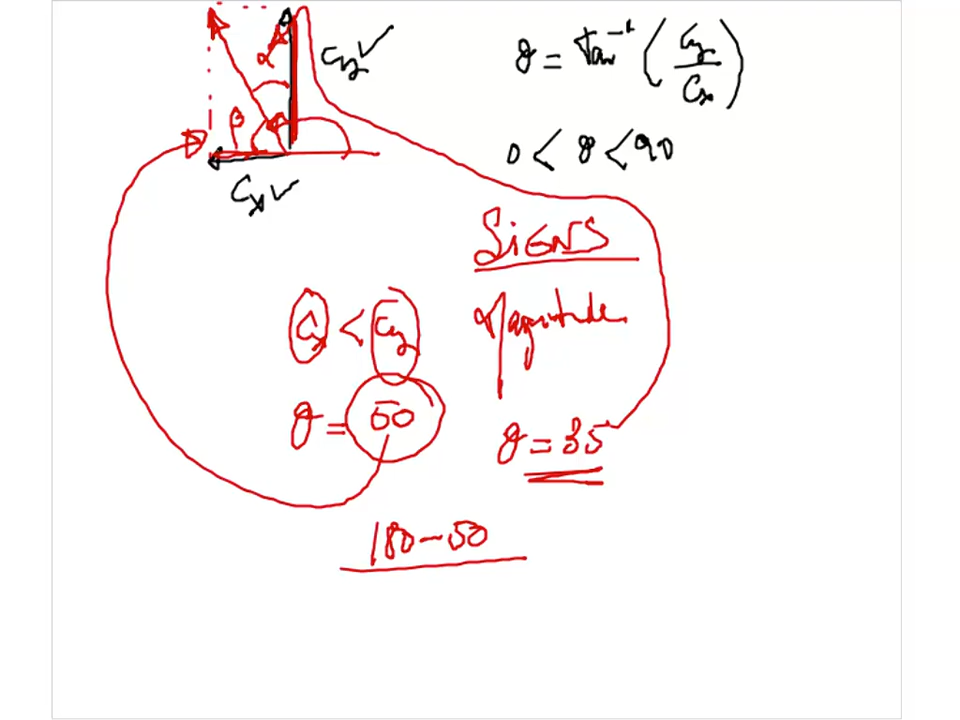 α
Cy
β
Cx
θ = tan⁻¹ (Cy / Cx)
0 < θ < 90
SIGNS
Cx < Cy
Magnitude
θ = 50
θ = 35
180 - 50